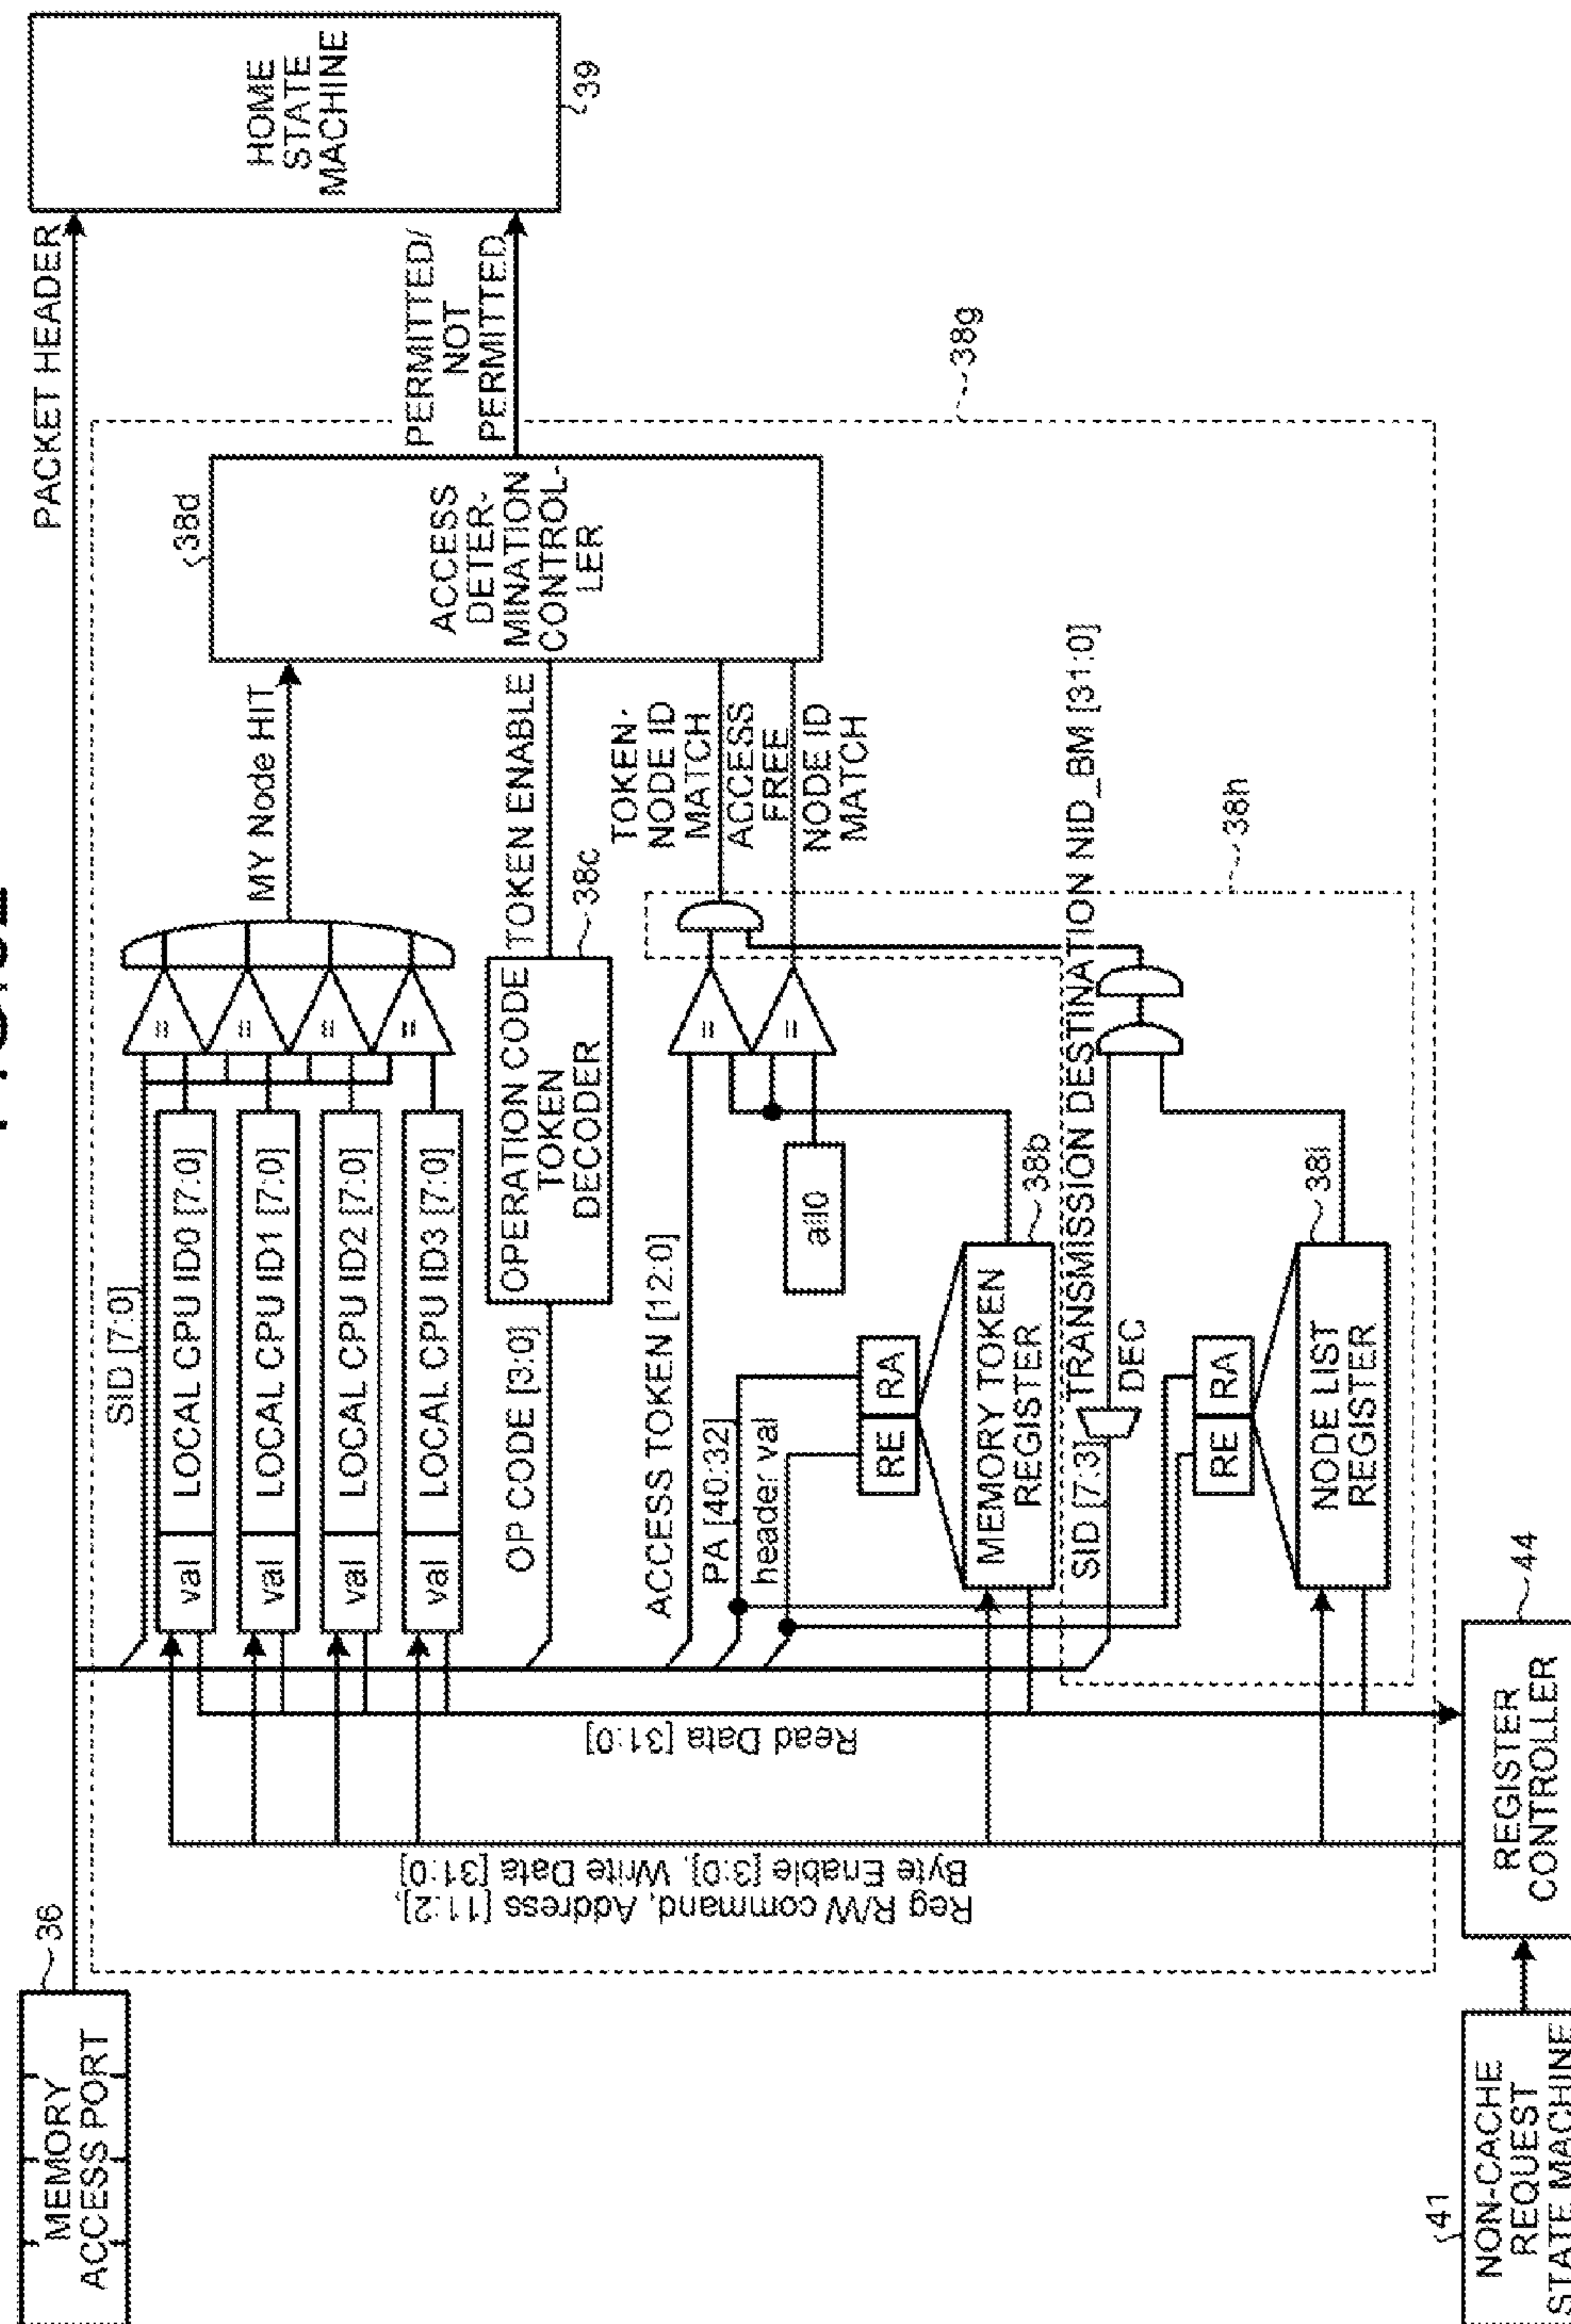 36
MEMORY
ACCESS PORT
PACKET HEADER
HOME
STATE
MACHINE
39
SID [7:0]
val
LOCAL CPU ID0 [7:0]
val
LOCAL CPU ID1 [7:0]
val
LOCAL CPU ID2 [7:0]
val
LOCAL CPU ID3 [7:0]
=
=
=
=
MY Node HIT
38d
ACCESS
DETER-
MINATION
CONTROL-
LER
PERMITTED/
NOT
PERMITTED
38g
OP CODE [3:0]
OPERATION CODE
TOKEN
DECODER
38c
TOKEN ENABLE
ACCESS TOKEN [12:0]
PA [40:32]
header val
=
=
all0
TOKEN·
NODE ID
MATCH
ACCESS
FREE
NODE ID
MATCH
RE
RA
MEMORY TOKEN
REGISTER
38b
SID [7:3]
DEC
TRANSMISSION DESTINATION NID_BM [31:0]
38h
RE
RA
NODE LIST
REGISTER
38i
Read Data [31:0]
Reg R/W command, Address [11:2],
Byte Enable [3:0], Write Data [31:0]
41
NON-CACHE
REQUEST
STATE MACHINE
44
REGISTER
CONTROLLER